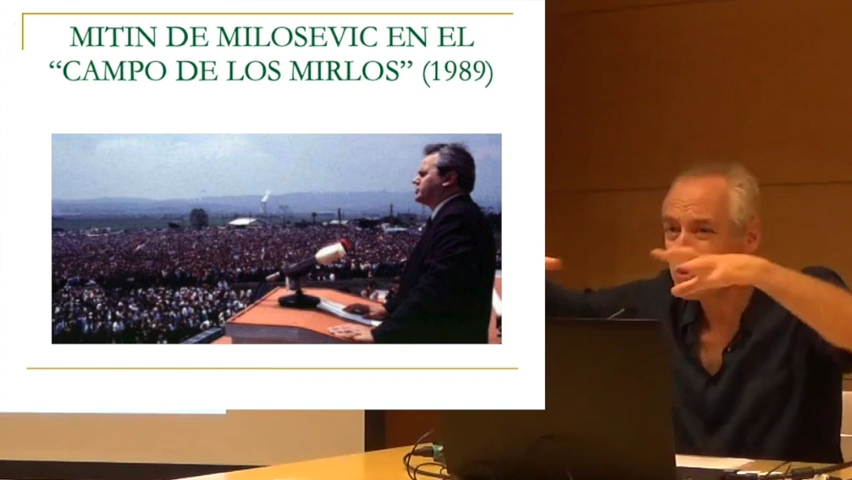 MITIN DE MILOSEVIC EN EL
“CAMPO DE LOS MIRLOS” (1989)